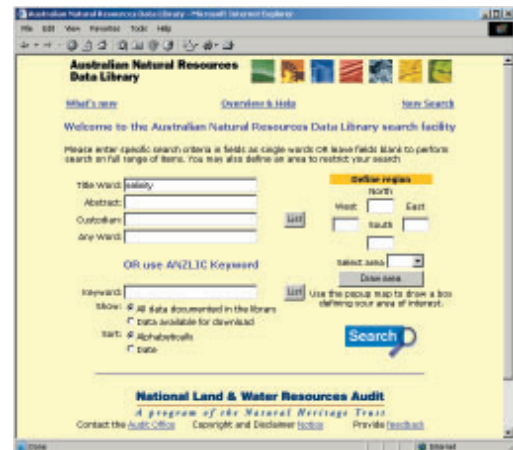 Australian Natural Resources Data Library - Microsoft Internet Explorer
File Edit View Favorites Tools Help
Australian Natural Resources
Data Library
What's new Overview & Help New Search
Welcome to the Australian Natural Resources Data Library search facility
Please enter specific search criteria in fields as single words OR leave fields blank to perform
search on full range of items. You may also define an area to restrict your search
Define region
North
Title Word: salinity
West East
Abstract:
Custodian: List
South
Any Word:
Select area
OR use ANZLIC Keyword
Draw area
Keyword: List
Use the popup map to draw a box
defining your area of interest.
Show: All data documented in the library
Data available for download
Sort: Alphabetically
Date
Search
National Land & Water Resources Audit
A program of the Natural Heritage Trust
Contact the Audit Office Copyright and Disclaimer Notice Provide feedback
Done Internet